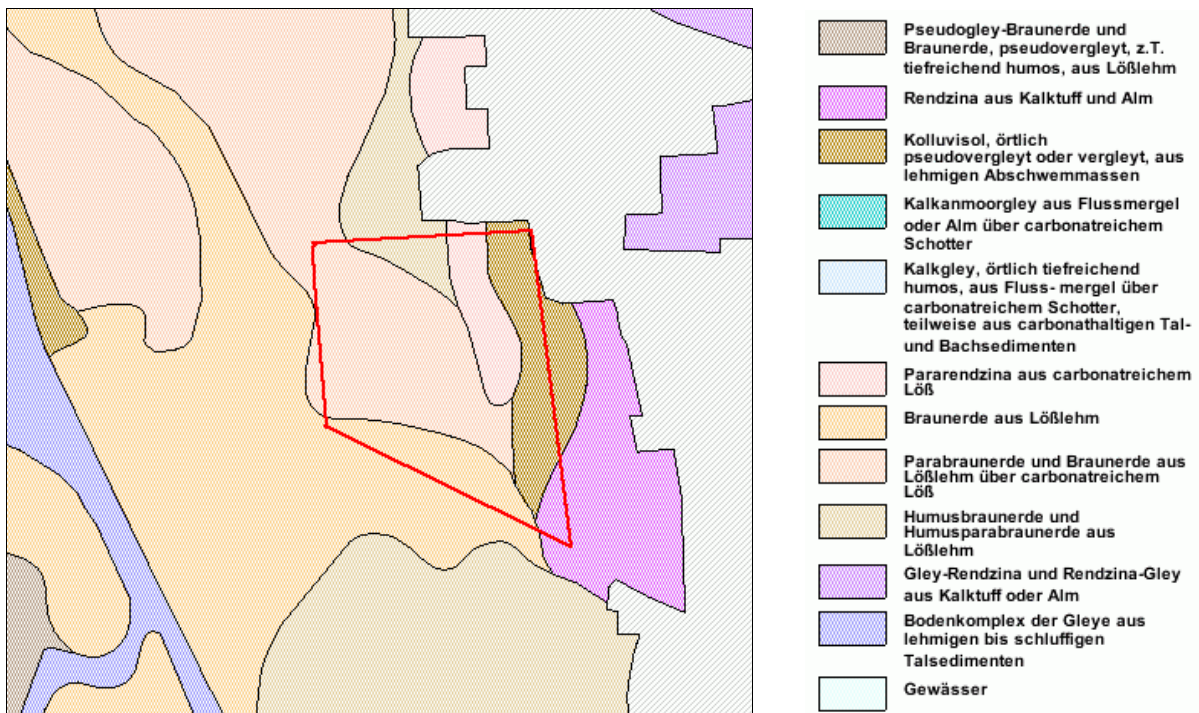 Pseudogley-Braunerde und
Braunerde, pseudovergleyt, z.T.
tiefreichend humos, aus Lößlehm
Rendzina aus Kalktuff und Alm
Kolluvisol, örtlich
pseudovergleyt oder vergleyt, aus
lehmigen Abschwemmassen
Kalkanmoorgley aus Flussmergel
oder Alm über carbonatreichem
Schotter
Kalkgley, örtlich tiefreichend
humos, aus Fluss- mergel über
carbonatreichem Schotter,
teilweise aus carbonathaltigen Tal-
und Bachsedimenten
Pararendzina aus carbonatreichem
Löß
Braunerde aus Lößlehm
Parabraunerde und Braunerde aus
Lößlehm über carbonatreichem
Löß
Humusbraunerde und
Humusparabraunerde aus
Lößlehm
Gley-Rendzina und Rendzina-Gley
aus Kalktuff oder Alm
Bodenkomplex der Gleye aus
lehmigen bis schluffigen
Talsedimenten
Gewässer